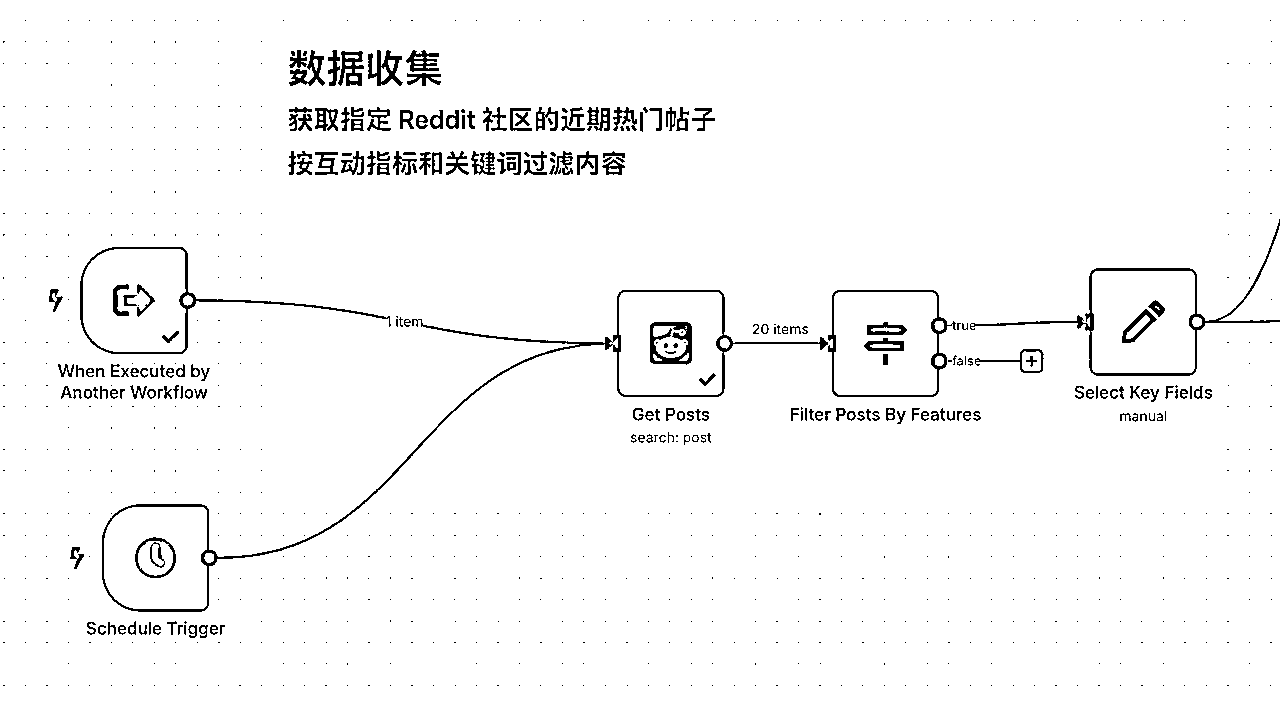 数据收集
获取指定 Reddit 社区的近期热门帖子
按互动指标和关键词过滤内容
1 item
When Executed by
Another Workflow
20 items
true
false
Get Posts
search: post
Filter Posts By Features
Select Key Fields
manual
Schedule Trigger